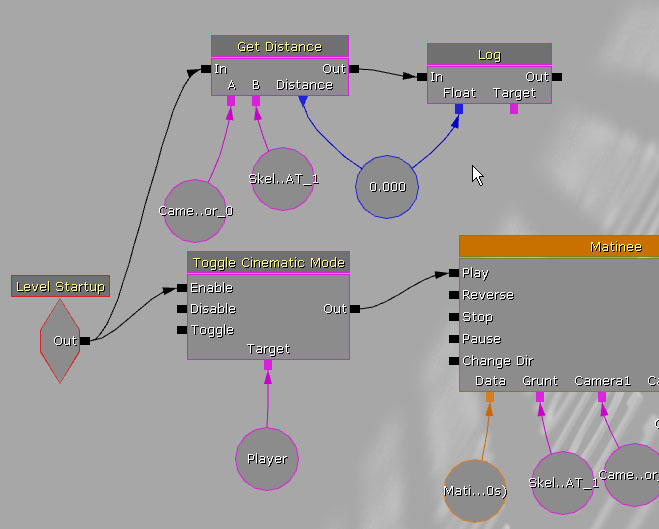 Get Distance
In Out
A B Distance
Log
In Out
Float Target
Came..or_0
Skel..AT_1
0.000
Level Startup
Out
Toggle Cinematic Mode
Enable
Disable
Toggle
Out
Target
Player
Matinee
Play
Reverse
Stop
Pause
Change Dir
Data Grunt Camera1
Mati...0s)
Skel..AT_1
Came..or_